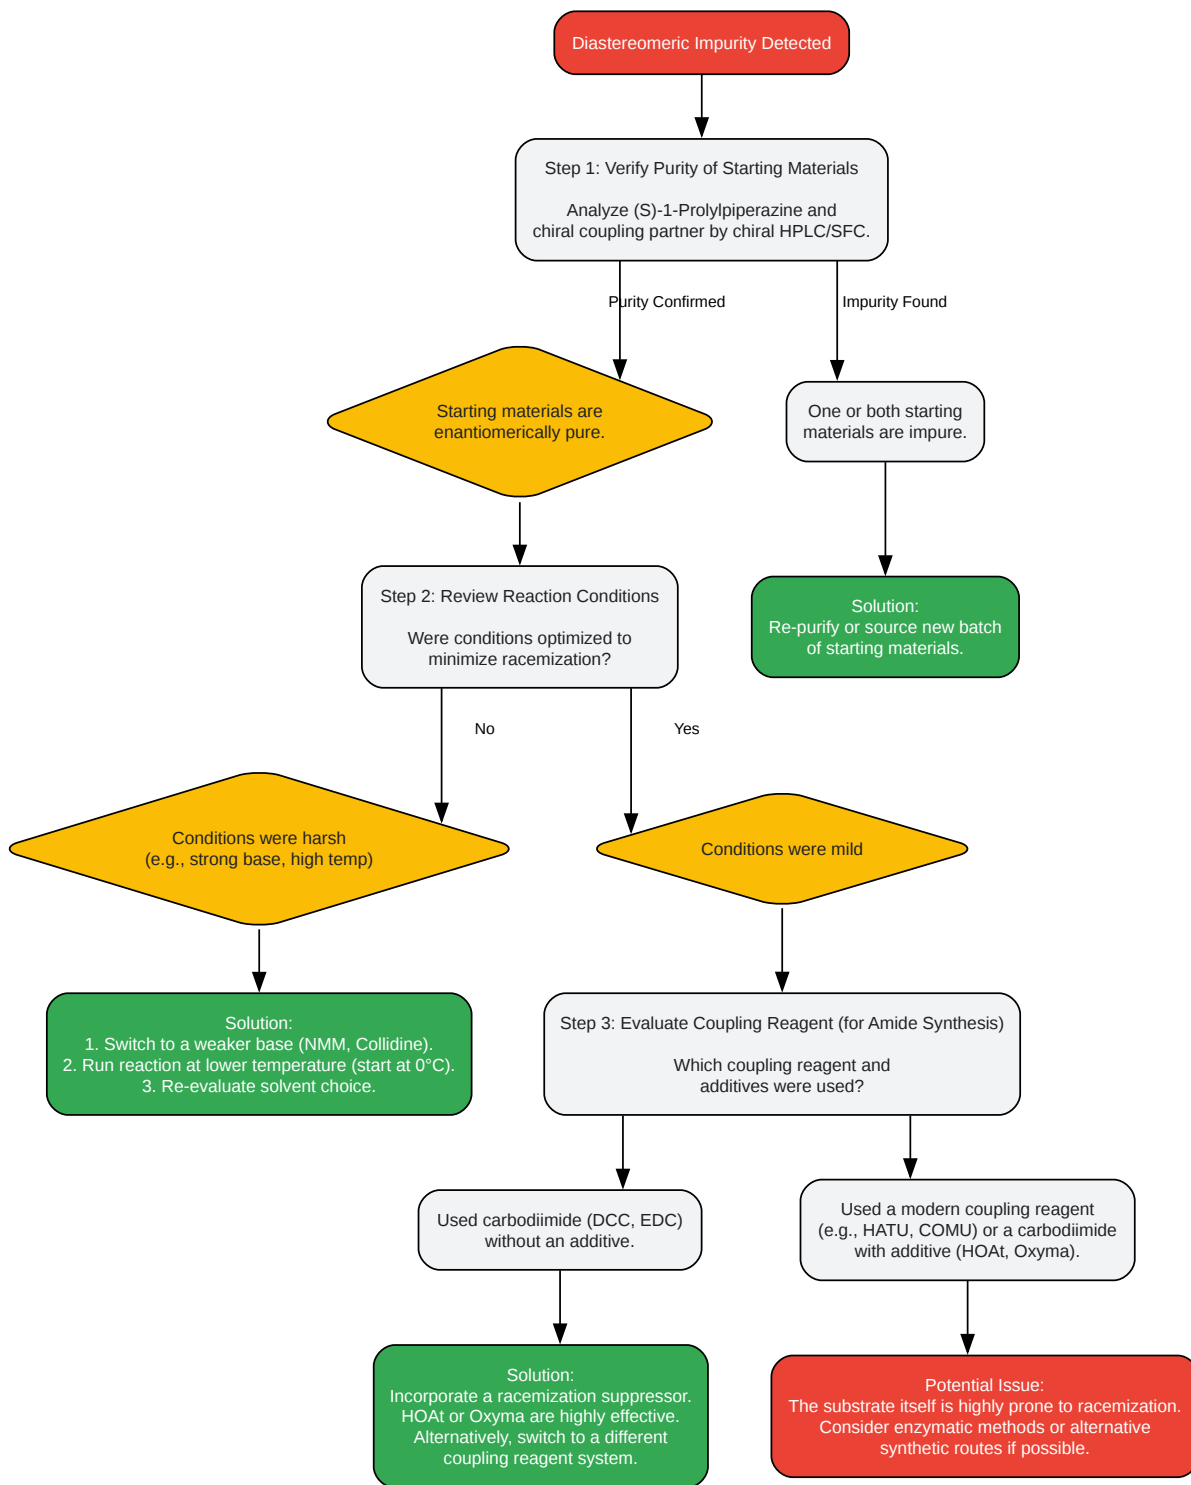 Diastereomeric Impurity Detected
Step 1: Verify Purity of Starting Materials
Analyze (S)-1-Prolylpiperazine and
chiral coupling partner by chiral HPLC/SFC.
Purity Confirmed
Impurity Found
Starting materials are
enantiomerically pure.
One or both starting
materials are impure.
Step 2: Review Reaction Conditions
Were conditions optimized to
minimize racemization?
Solution:
Re-purify or source new batch
of starting materials.
No
Yes
Conditions were harsh
(e.g., strong base, high temp)
Conditions were mild
Solution:
1. Switch to a weaker base (NMM, Collidine).
2. Run reaction at lower temperature (start at 0°C).
3. Re-evaluate solvent choice.
Step 3: Evaluate Coupling Reagent (for Amide Synthesis)
Which coupling reagent and
additives were used?
Used carbodiimide (DCC, EDC)
without an additive.
Used a modern coupling reagent
(e.g., HATU, COMU) or a carbodiimide
with additive (HOAt, Oxyma).
Solution:
Incorporate a racemization suppressor.
HOAt or Oxyma are highly effective.
Alternatively, switch to a different
coupling reagent system.
Potential Issue:
The substrate itself is highly prone to racemization.
Consider enzymatic methods or alternative
synthetic routes if possible.